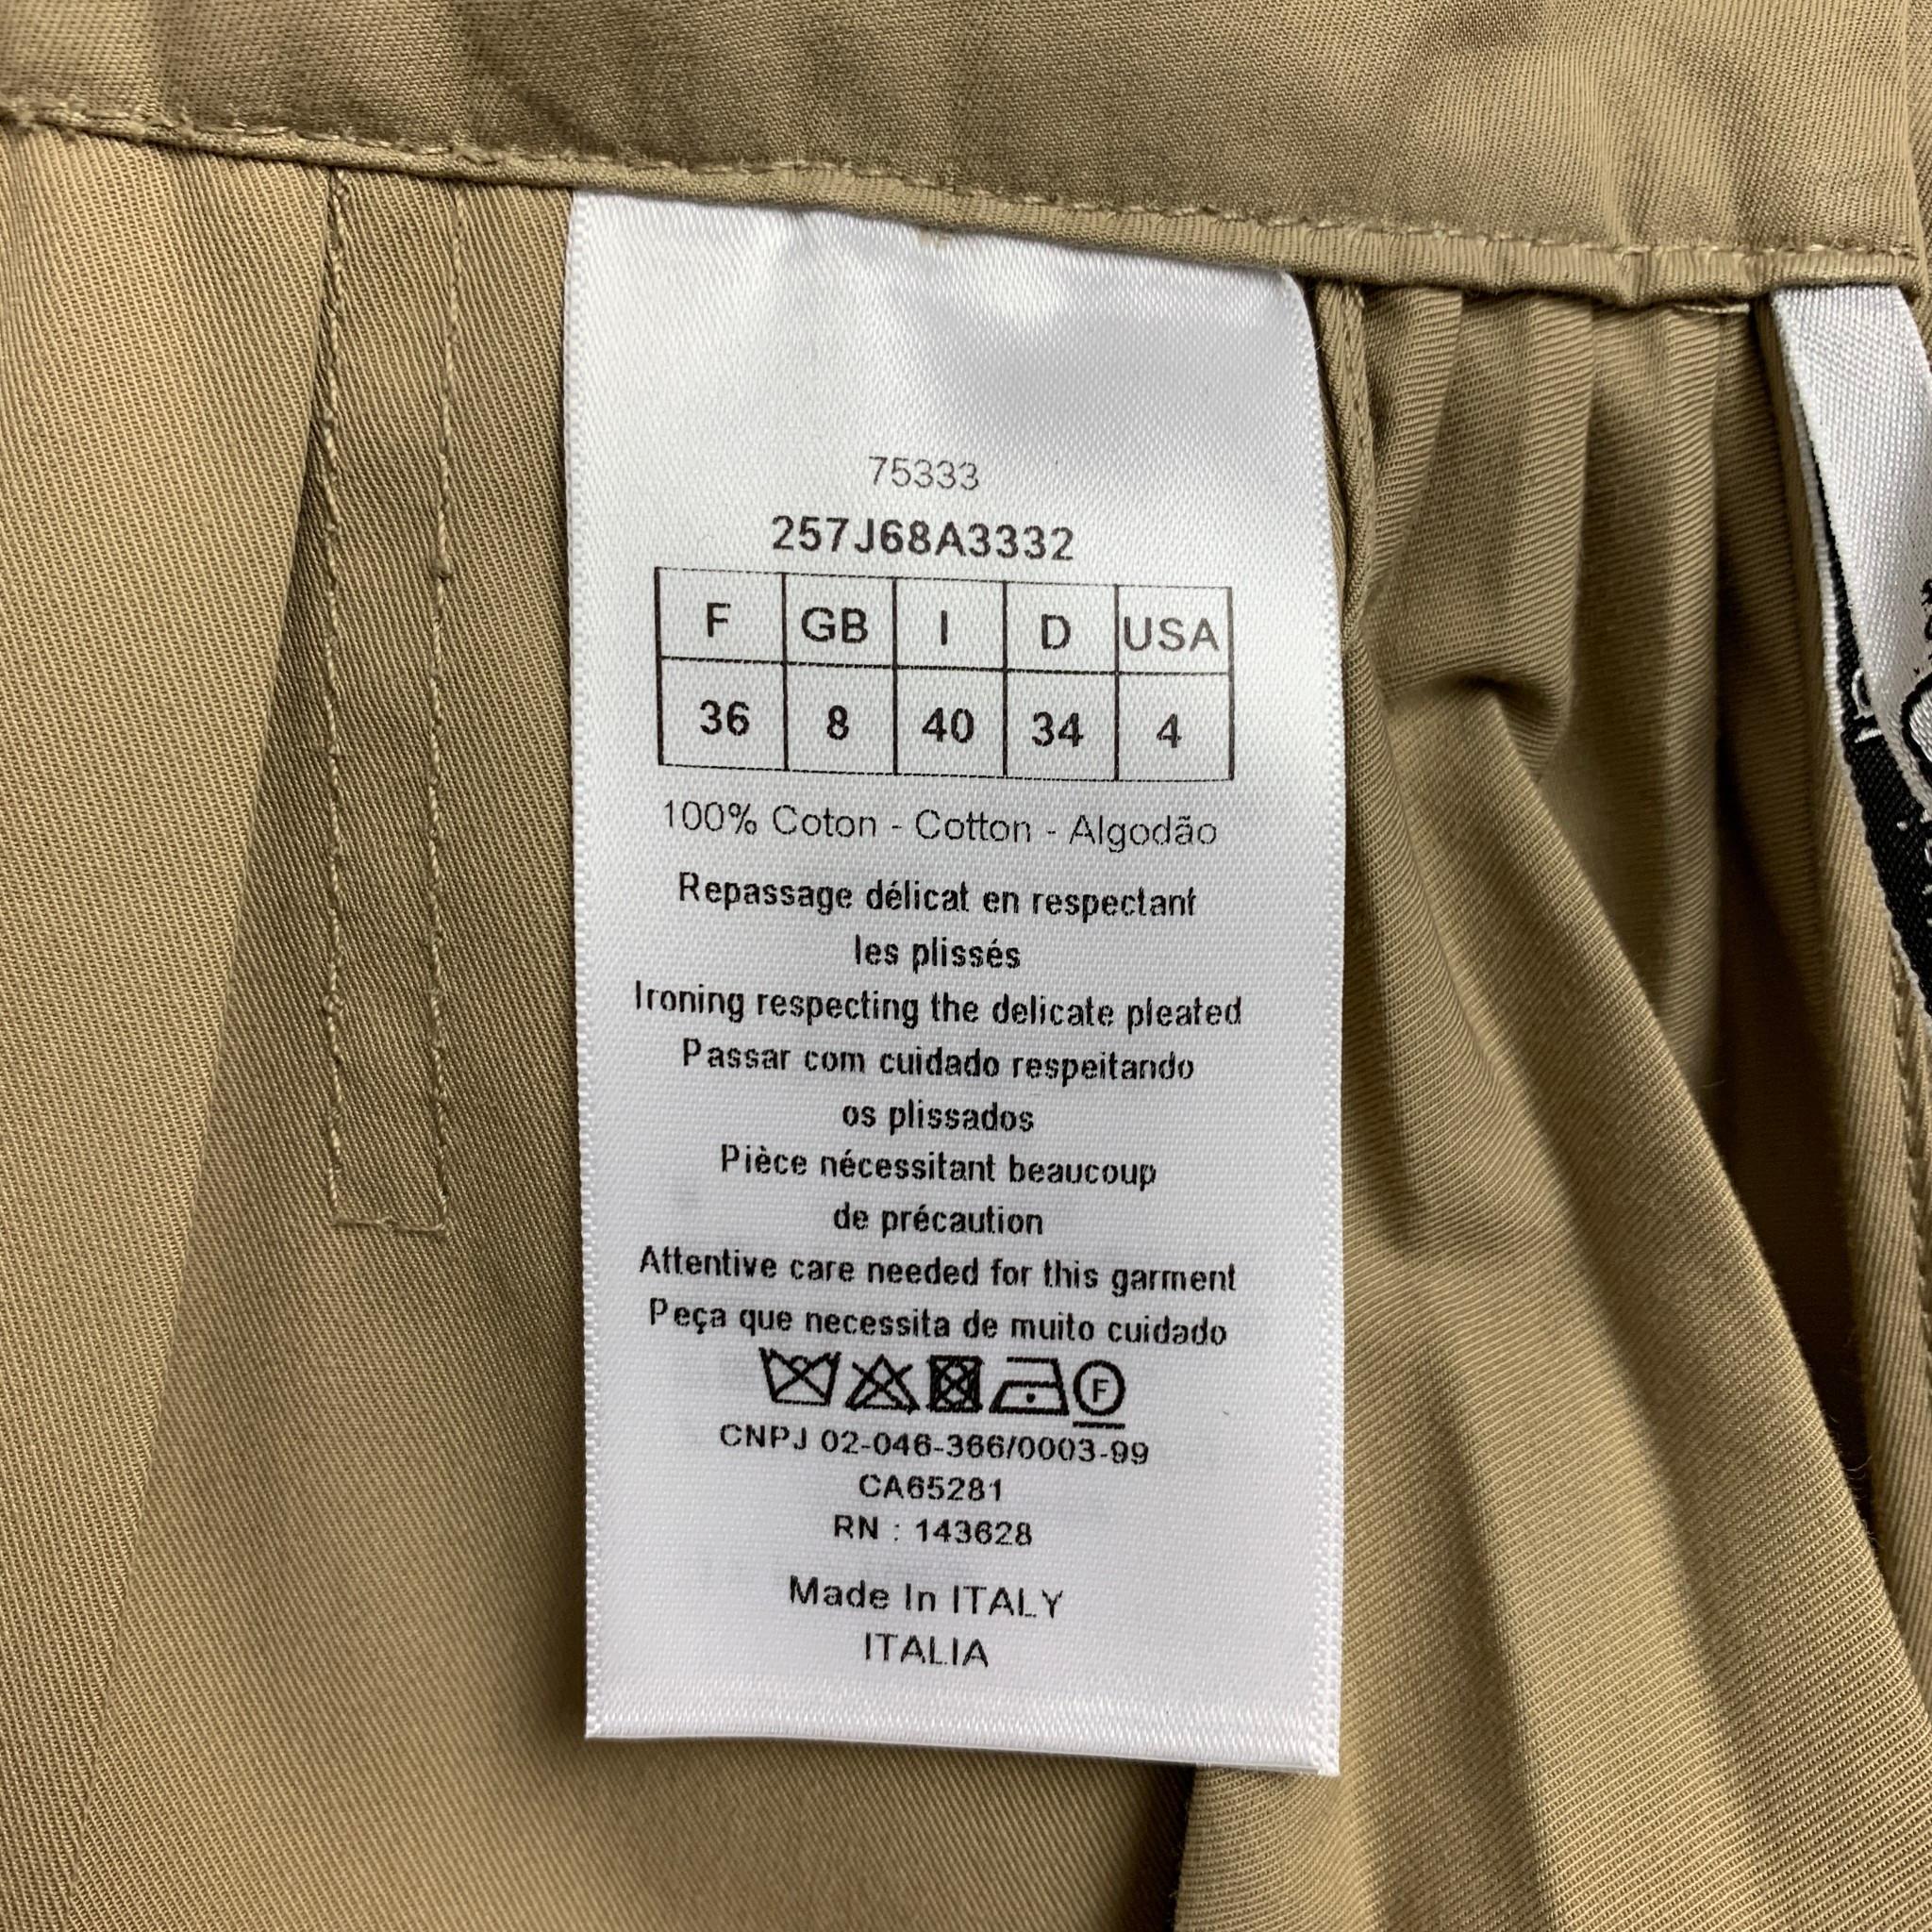 75333
257J68A3332
F GB I D USA
36 8 40 34 4
100% Coton - Cotton - Algodão
Repassage délicat en respectant
les plissés
Ironing respecting the delicate pleated
Passar com cuidado respeitando
os plissados
Pièce nécessitant beaucoup
de précaution
Attentive care needed for this garment
Peça que necessita de muito cuidado
F
CNPJ 02-046-366/0003-99
CA65281
RN : 143628
Made In ITALY
ITALIA